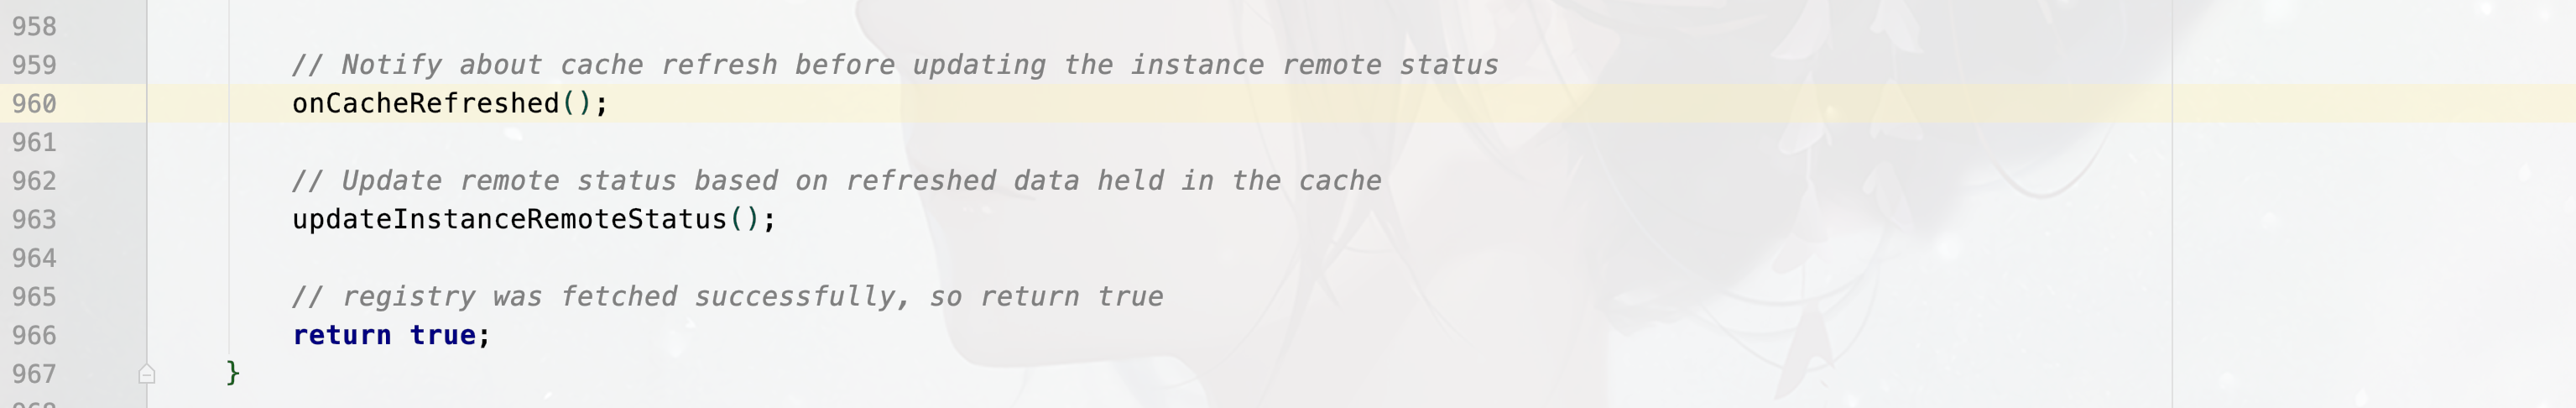 958
959 // Notify about cache refresh before updating the instance remote status
960 onCacheRefreshed();
961
962 // Update remote status based on refreshed data held in the cache
963 updateInstanceRemoteStatus();
964
965 // registry was fetched successfully, so return true
966 return true;
967 }